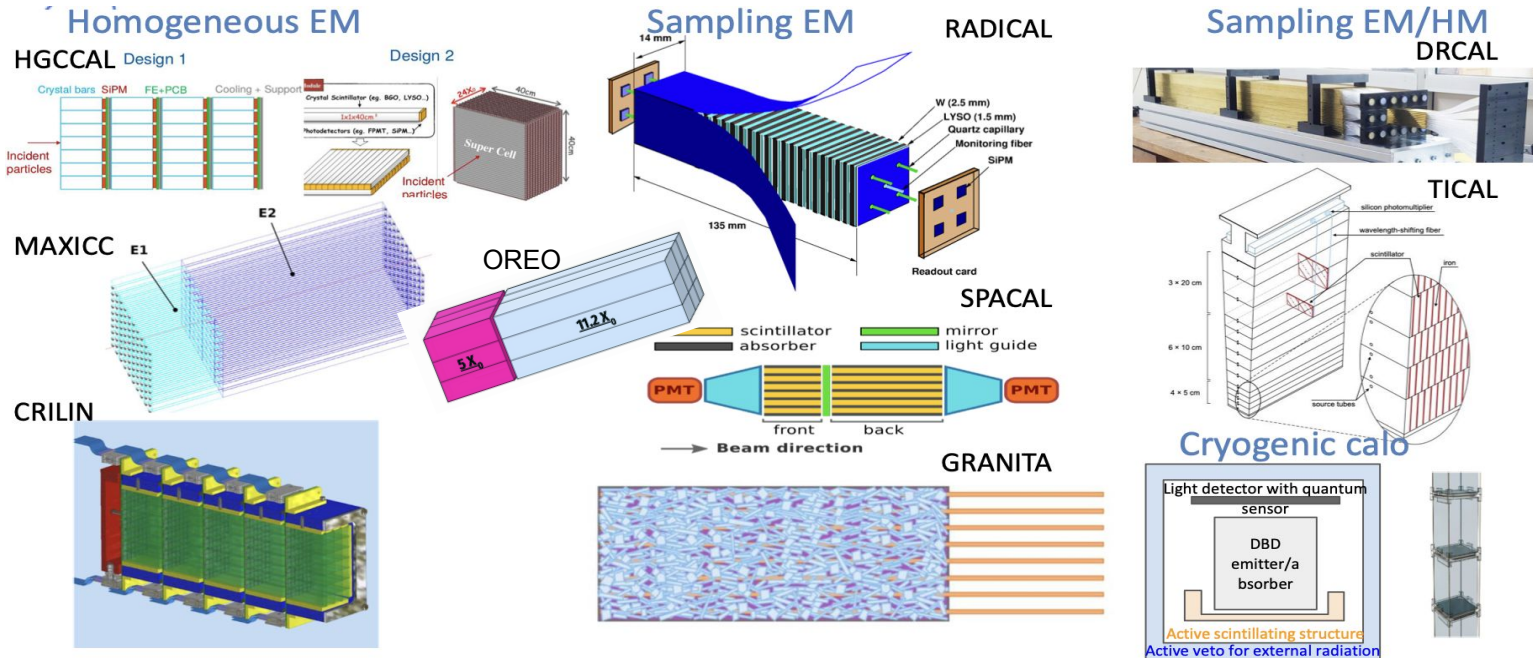 Homogeneous EM
Sampling EM
Sampling EM/HM
HGCCAL
Design 1
Design 2
Crystal bars
SiPM
FE+PCB
Cooling + Support
Incident
particles
Crystal Scintillator (eg. BGO, LYSO…)
1x1x40cm³
Photodetectors (eg. FPMT, SiPM…)
24X₀
40cm
40cm
Super Cell
Incident
particles
MAXICC
E1
E2
OREO
5X₀
11.2X₀
CRILIN
RADICAL
14 mm
W (2.5 mm)
LYSO (1.5 mm)
Quartz capillary
Monitoring fiber
SiPM
135 mm
Readout card
SPACAL
scintillator
mirror
absorber
light guide
PMT
PMT
front
back
Beam direction
GRANITA
DRCAL
TICAL
silicon photomultiplier
wavelength-shifting fiber
scintillator
iron
3 × 20 cm
6 × 10 cm
4 × 5 cm
source tubes
Cryogenic calo
Light detector with quantum
sensor
DBD
emitter/a
bsorber
Active scintillating structure
Active veto for external radiation